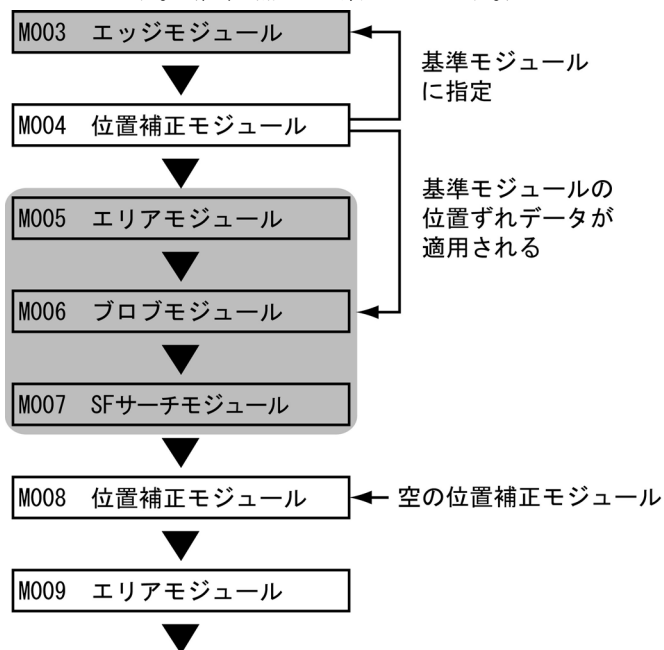 M003 エッジモジュール
基準モジュール
に指定
M004 位置補正モジュール
基準モジュールの
位置ずれデータが
適用される
M005 エリアモジュール
M006 ブロブモジュール
M007 SFサーチモジュール
M008 位置補正モジュール
空の位置補正モジュール
M009 エリアモジュール